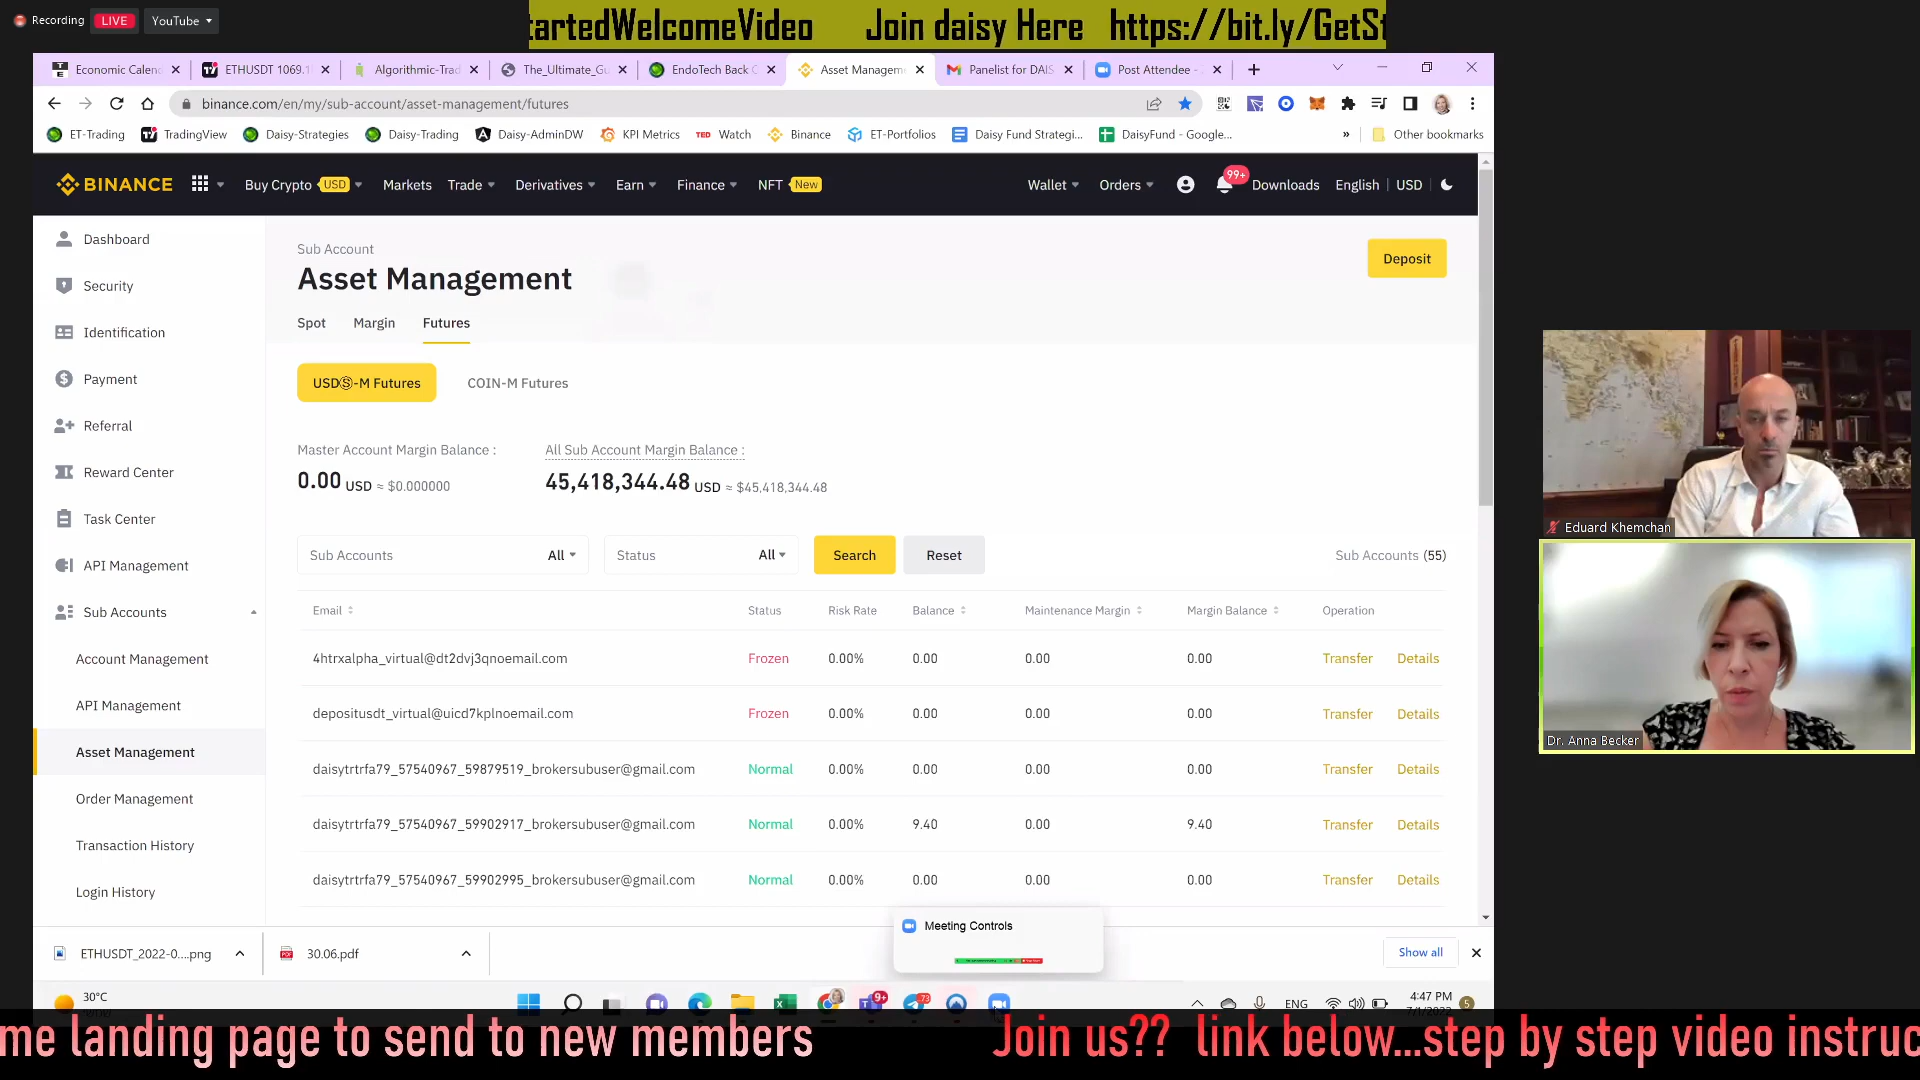 Recording LIVE YouTube
tartedWelcomeVideo Join daisy Here https://bit.ly/GetSt
Economic Calen ETHUSDT 1069.1 Algorithmic-Trad The_Ultimate_Gu EndoTech Back O Asset Managem Panelist for DAIS Post Attendee -
binance.com/en/my/sub-account/asset-management/futures
ET-Trading TradingView Daisy-Strategies Daisy-Trading Daisy-AdminDW KPI Metrics TED Watch Binance ET-Portfolios Daisy Fund Strategi... DaisyFund - Google... » Other bookmarks
BINANCE Buy Crypto USD Markets Trade Derivatives Earn Finance NFT New Wallet Orders 99+ Downloads English USD
Dashboard
Security
Identification
Payment
Referral
Reward Center
Task Center
API Management
Sub Accounts
Account Management
API Management
Asset Management
Order Management
Transaction History
Login History
Sub Account
Asset Management
Deposit
Spot Margin Futures
USDⓈ-M Futures COIN-M Futures
Master Account Margin Balance : All Sub Account Margin Balance :
0.00 USD ≈ $0.000000 45,418,344.48 USD ≈ $45,418,344.48
Sub Accounts All Status All Search Reset Sub Accounts (55)
Email Status Risk Rate Balance Maintenance Margin Margin Balance Operation
4htrxalpha_virtual@dt2dvj3qnoemail.com Frozen 0.00% 0.00 0.00 0.00 Transfer Details
depositusdt_virtual@uicd7kplnoemail.com Frozen 0.00% 0.00 0.00 0.00 Transfer Details
daisytrtrfa79_57540967_59879519_brokersubuser@gmail.com Normal 0.00% 0.00 0.00 0.00 Transfer Details
daisytrtrfa79_57540967_59902917_brokersubuser@gmail.com Normal 0.00% 9.40 0.00 9.40 Transfer Details
daisytrtrfa79_57540967_59902995_brokersubuser@gmail.com Normal 0.00% 0.00 0.00 0.00 Transfer Details
Eduard Khemchan
Dr. Anna Becker
Meeting Controls
ETHUSDT_2022-0....png 30.06.pdf Show all
30°C 9+ 73 ENG 4:47 PM 5
7/1/2022
me landing page to send to new members Join us?? link below...step by step video instruc